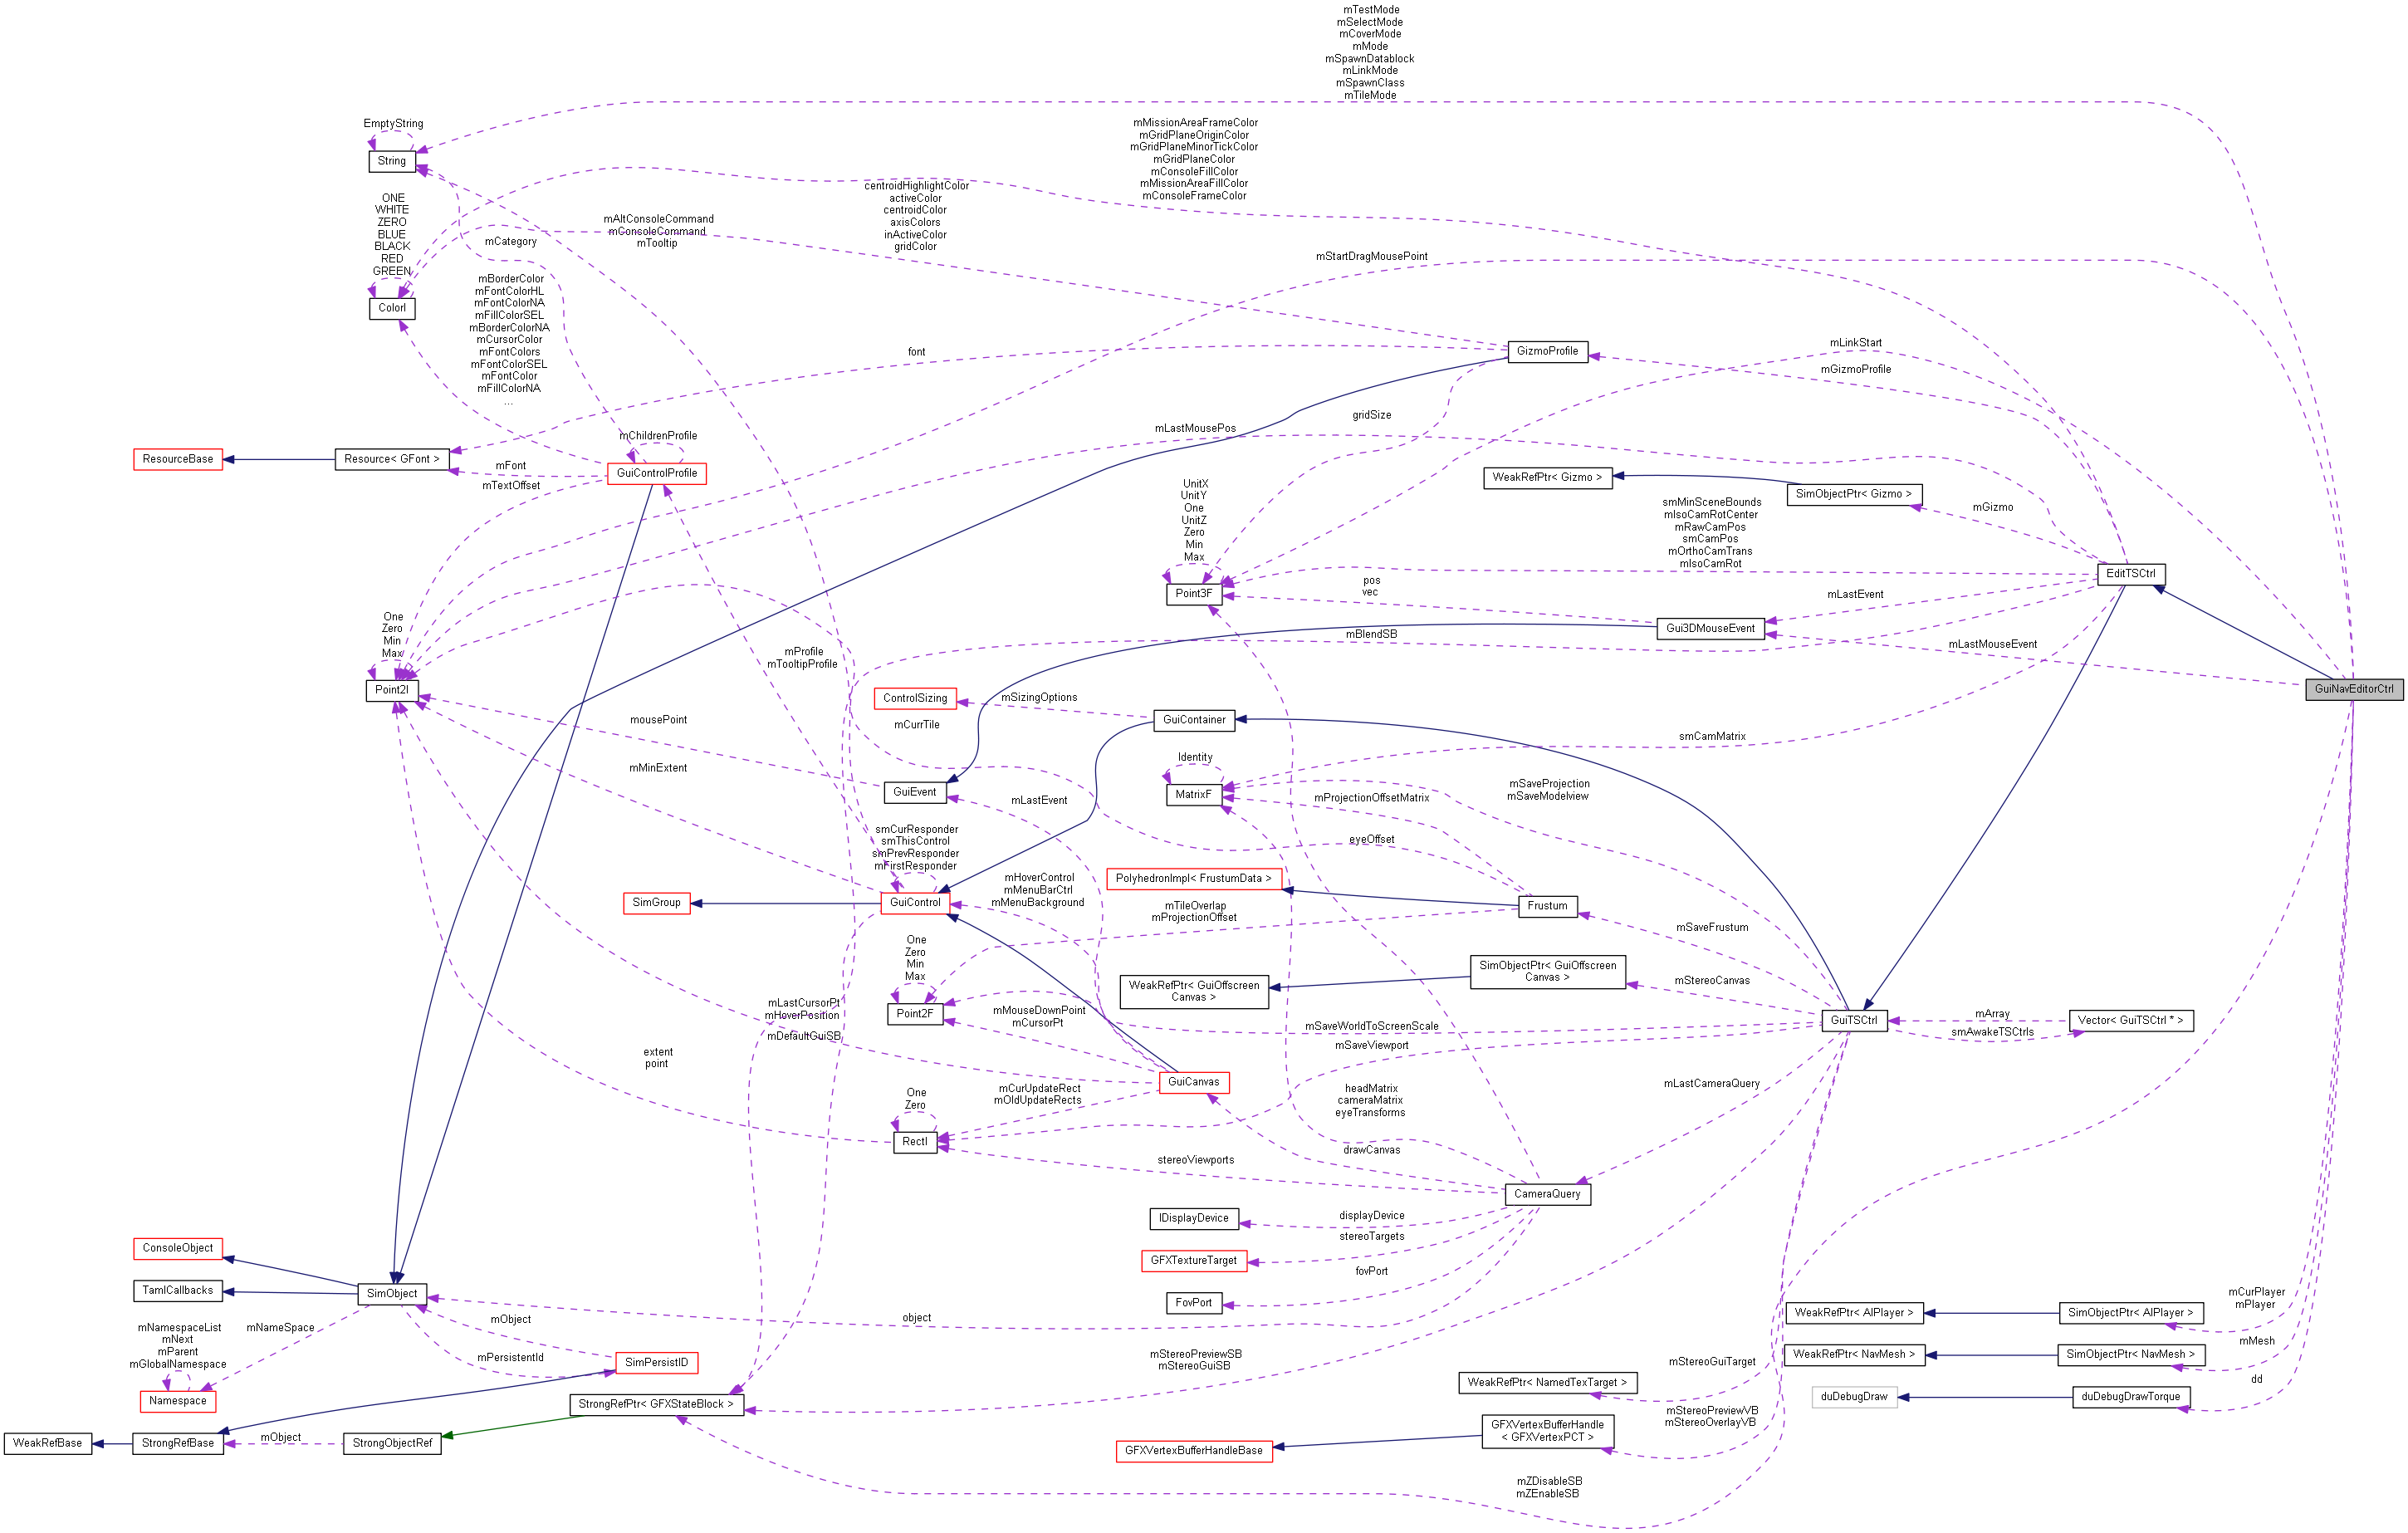 mTestMode
mSelectMode
mCoverMode
mMode
mSpawnDatablock
mLinkMode
mSpawnClass
mTileMode
EmptyString
String
mMissionAreaFrameColor
mGridPlaneOriginColor
mGridPlaneMinorTickColor
mGridPlaneColor
mConsoleFillColor
mMissionAreaFillColor
mConsoleFrameColor
centroidHighlightColor
activeColor
centroidColor
axisColors
inActiveColor
gridColor
ONE
WHITE
ZERO
BLUE
BLACK
RED
GREEN
ColorI
mAltConsoleCommand
mConsoleCommand
mTooltip
mCategory
mStartDragMousePoint
mBorderColor
mFontColorHL
mFontColorNA
mFillColorSEL
mBorderColorNA
mCursorColor
mFontColors
mFontColorSEL
mFontColor
mFillColorNA
...
font
GizmoProfile
mLinkStart
mGizmoProfile
gridSize
mLastMousePos
mChildrenProfile
ResourceBase
Resource< GFont >
mFont
GuiControlProfile
mTextOffset
WeakRefPtr< Gizmo >
SimObjectPtr< Gizmo >
mGizmo
UnitX
UnitY
One
UnitZ
Zero
Min
Max
Point3F
smMinSceneBounds
mIsoCamRotCenter
mRawCamPos
smCamPos
mOrthoCamTrans
mIsoCamRot
EditTSCtrl
pos
vec
mLastEvent
Gui3DMouseEvent
mBlendSB
mLastMouseEvent
GuiNavEditorCtrl
One
Zero
Min
Max
Point2I
mProfile
mTooltipProfile
ControlSizing
mSizingOptions
GuiContainer
mousePoint
mCurrTile
smCamMatrix
mMinExtent
GuiEvent
Identity
MatrixF
mSaveProjection
mSaveModelview
mLastEvent
mProjectionOffsetMatrix
smCurResponder
smThisControl
smPrevResponder
mFirstResponder
eyeOffset
SimGroup
GuiControl
mHoverControl
mMenuBarCtrl
mMenuBackground
PolyhedronImpl< FrustumData >
Frustum
mTileOverlap
mProjectionOffset
mSaveFrustum
One
Zero
Min
Max
Point2F
WeakRefPtr< GuiOffscreen
Canvas >
SimObjectPtr< GuiOffscreen
Canvas >
mStereoCanvas
mLastCursorPt
mHoverPosition
mDefaultGuiSB
mMouseDownPoint
mCursorPt
mSaveWorldToScreenScale
mSaveViewport
GuiTSCtrl
mArray
smAwakeTSCtrls
Vector< GuiTSCtrl * >
extent
point
GuiCanvas
mCurUpdateRect
mOldUpdateRects
headMatrix
cameraMatrix
eyeTransforms
mLastCameraQuery
One
Zero
RectI
drawCanvas
stereoViewports
CameraQuery
IDisplayDevice
displayDevice
stereoTargets
GFXTextureTarget
fovPort
FovPort
ConsoleObject
TamlCallbacks
SimObject
object
mObject
mNameSpace
mPersistentId
SimPersistID
mNamespaceList
mNext
mParent
mGlobalNamespace
Namespace
WeakRefPtr< AIPlayer >
SimObjectPtr< AIPlayer >
mCurPlayer
mPlayer
WeakRefPtr< NavMesh >
SimObjectPtr< NavMesh >
mMesh
duDebugDraw
duDebugDrawTorque
dd
mStereoPreviewSB
mStereoGuiSB
mStereoGuiTarget
WeakRefPtr< NamedTexTarget >
StrongRefPtr< GFXStateBlock >
mStereoPreviewVB
mStereoOverlayVB
WeakRefBase
StrongRefBase
mObject
StrongObjectRef
GFXVertexBufferHandleBase
GFXVertexBufferHandle
< GFXVertexPCT >
mZDisableSB
mZEnableSB